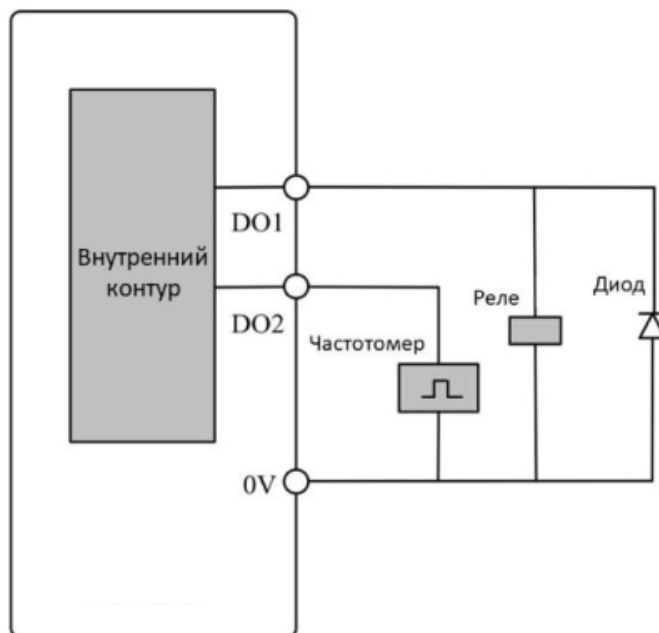 DO1
Внутренний
контур
DO2
Частотомер
Реле
Диод
0V